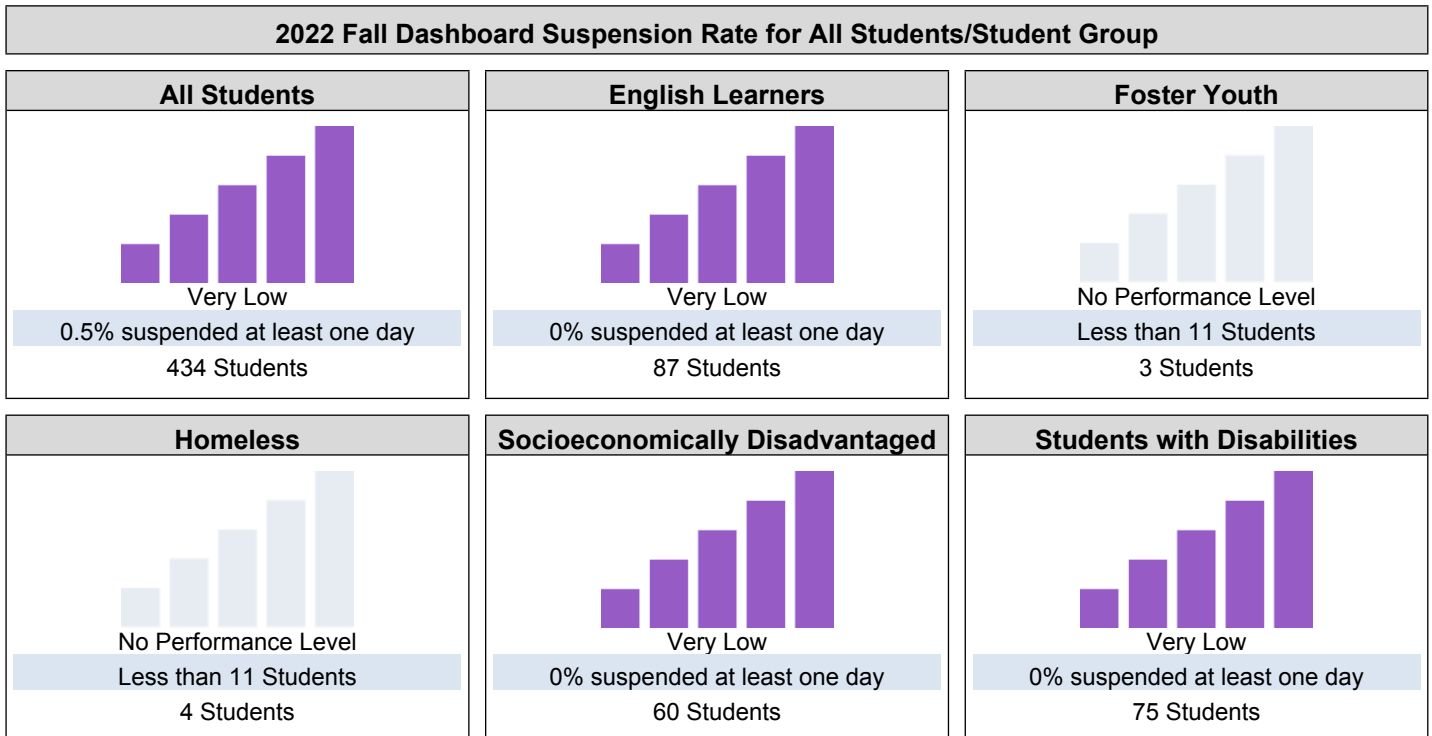 2022 Fall Dashboard Suspension Rate for All Students/Student Group
All Students
Very Low
0.5% suspended at least one day
434 Students
English Learners
Very Low
0% suspended at least one day
87 Students
Foster Youth
No Performance Level
Less than 11 Students
3 Students
Homeless
No Performance Level
Less than 11 Students
4 Students
Socioeconomically Disadvantaged
Very Low
0% suspended at least one day
60 Students
Students with Disabilities
Very Low
0% suspended at least one day
75 Students